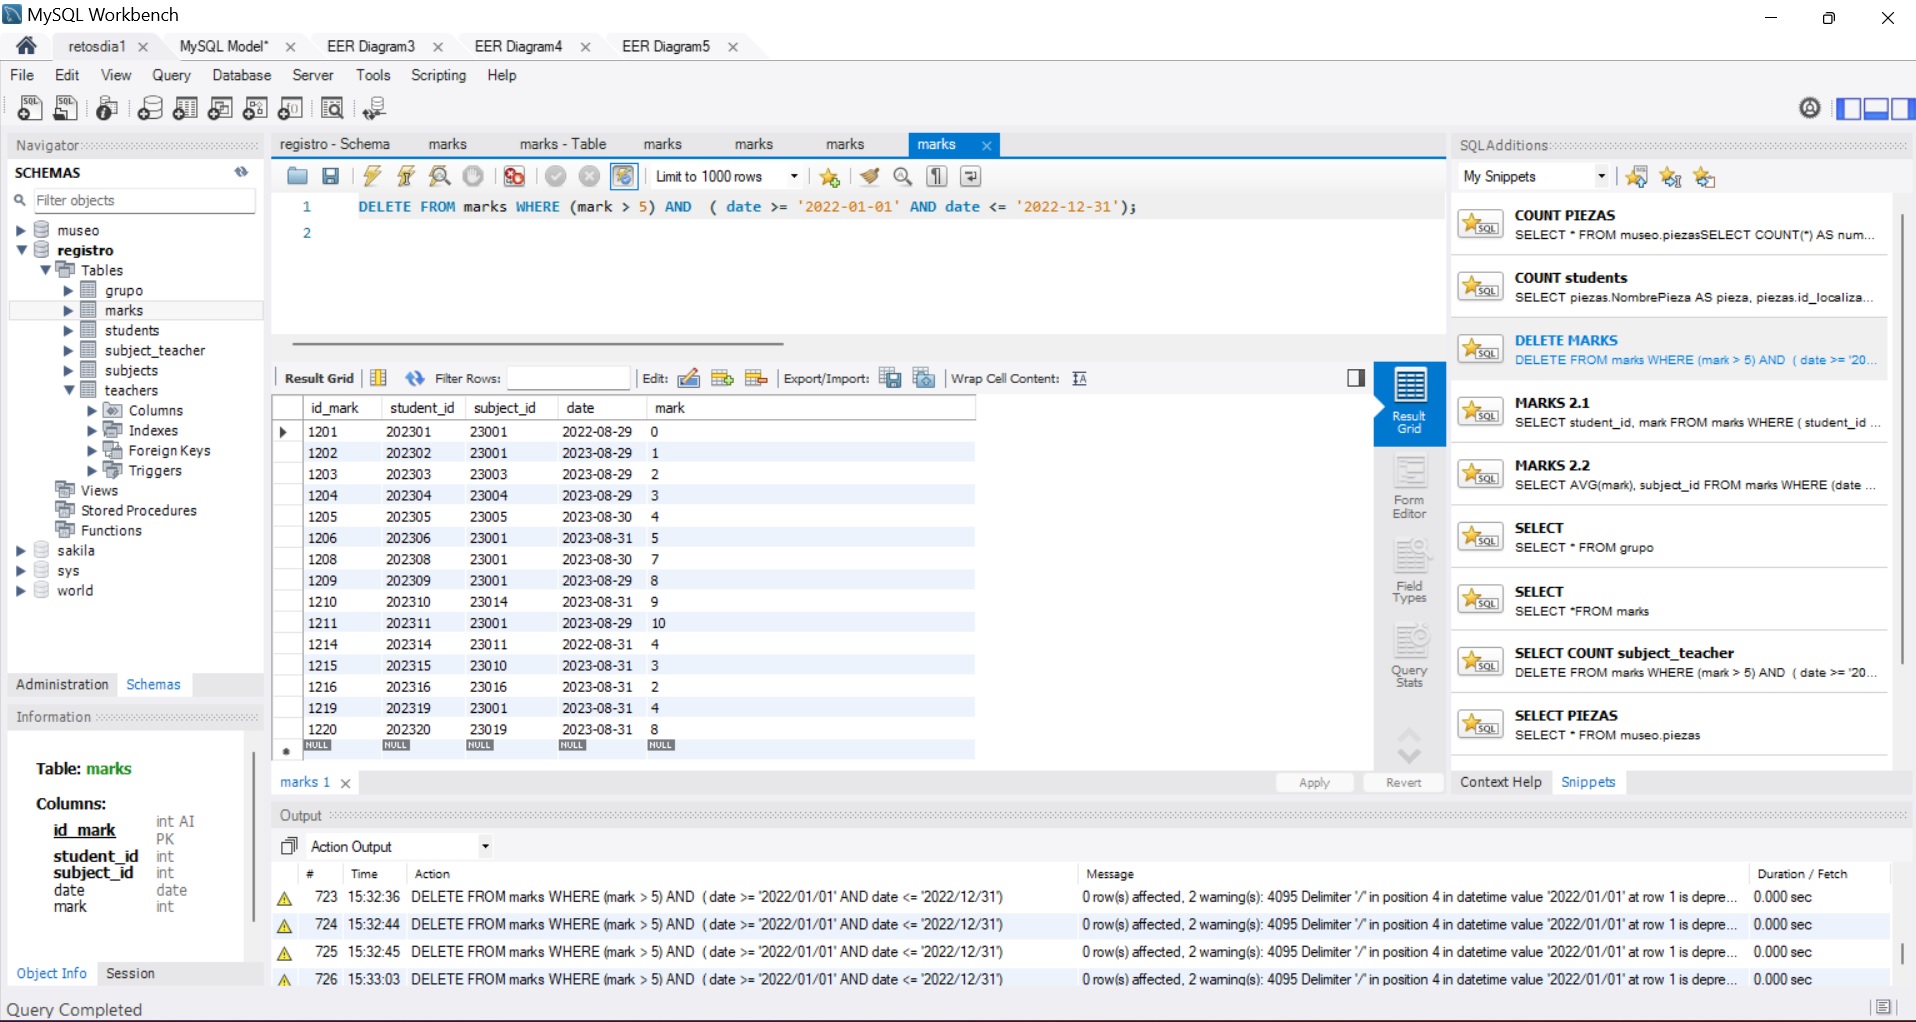 MySQL Workbench
retosdia1
MySQL Model*
EER Diagram3
EER Diagram4
EER Diagram5
File Edit View Query Database Server Tools Scripting Help
Navigator
SCHEMAS
Filter objects
museo
registro
Tables
grupo
marks
students
subject_teacher
subjects
teachers
Columns
Indexes
Foreign Keys
Triggers
Views
Stored Procedures
Functions
sakila
sys
world
Administration Schemas
Information
Table: marks
Columns:
id_mark int AI PK
student_id int
subject_id int
date date
mark int
Object Info Session
Query Completed
registro - Schema marks marks - Table marks marks marks marks
Limit to 1000 rows
1 DELETE FROM marks WHERE (mark > 5) AND ( date >= '2022-01-01' AND date <= '2022-12-31');
2
Result Grid Filter Rows: Edit: Export/Import: Wrap Cell Content:
id_mark student_id subject_id date mark
1201 202301 23001 2022-08-29 0
1202 202302 23001 2023-08-29 1
1203 202303 23003 2023-08-29 2
1204 202304 23004 2023-08-29 3
1205 202305 23005 2023-08-30 4
1206 202306 23001 2023-08-31 5
1208 202308 23001 2023-08-30 7
1209 202309 23001 2023-08-29 8
1210 202310 23014 2023-08-31 9
1211 202311 23001 2023-08-29 10
1214 202314 23011 2022-08-31 4
1215 202315 23010 2023-08-31 3
1216 202316 23016 2023-08-31 2
1219 202319 23001 2023-08-31 4
1220 202320 23019 2023-08-31 8
NULL NULL NULL NULL NULL
Result Grid
Form Editor
Field Types
Query Stats
marks 1
Apply Revert
SQLAdditions
My Snippets
COUNT PIEZAS
SELECT * FROM museo.piezasSELECT COUNT(*) AS num...
COUNT students
SELECT piezas.NombrePieza AS pieza, piezas.id_localiza...
DELETE MARKS
DELETE FROM marks WHERE (mark > 5) AND ( date >= '20...
MARKS 2.1
SELECT student_id, mark FROM marks WHERE ( student_id ...
MARKS 2.2
SELECT AVG(mark), subject_id FROM marks WHERE (date ...
SELECT
SELECT * FROM grupo
SELECT
SELECT *FROM marks
SELECT COUNT subject_teacher
DELETE FROM marks WHERE (mark > 5) AND ( date >= '20...
SELECT PIEZAS
SELECT * FROM museo.piezas
Context Help Snippets
Output
Action Output
# Time Action Message Duration / Fetch
723 15:32:36 DELETE FROM marks WHERE (mark > 5) AND ( date >= '2022/01/01' AND date <= '2022/12/31') 0 row(s) affected, 2 warning(s): 4095 Delimiter '/' in position 4 in datetime value '2022/01/01' at row 1 is depre... 0.000 sec
724 15:32:44 DELETE FROM marks WHERE (mark > 5) AND ( date >= '2022/01/01' AND date <= '2022/12/31') 0 row(s) affected, 2 warning(s): 4095 Delimiter '/' in position 4 in datetime value '2022/01/01' at row 1 is depre... 0.000 sec
725 15:32:45 DELETE FROM marks WHERE (mark > 5) AND ( date >= '2022/01/01' AND date <= '2022/12/31') 0 row(s) affected, 2 warning(s): 4095 Delimiter '/' in position 4 in datetime value '2022/01/01' at row 1 is depre... 0.000 sec
726 15:33:03 DELETE FROM marks WHERE (mark > 5) AND ( date >= '2022/01/01' AND date <= '2022/12/31') 0 row(s) affected, 2 warning(s): 4095 Delimiter '/' in position 4 in datetime value '2022/01/01' at row 1 is depre... 0.000 sec